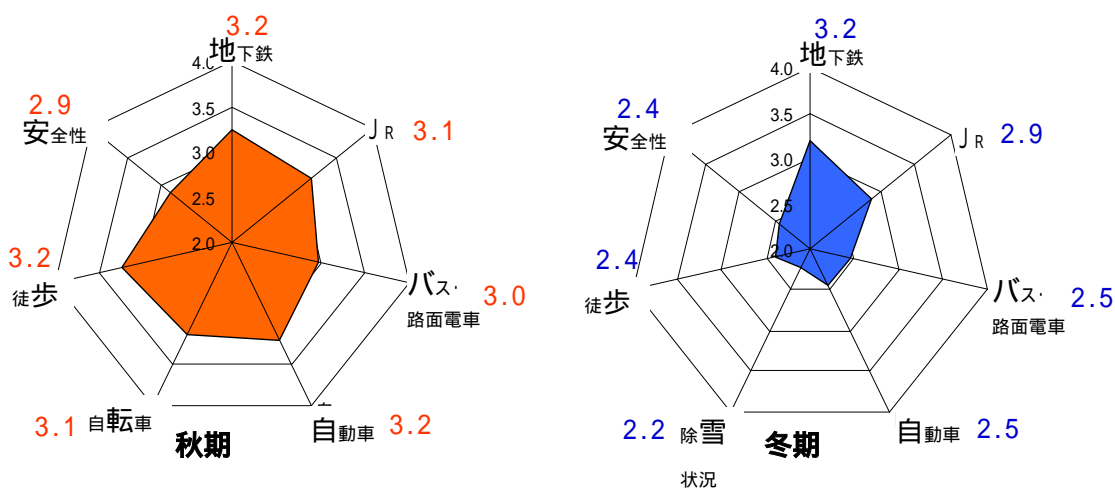 3.2
地下鉄
4.0
3.5
3.0
2.5
2.0
2.9
安全性
JR 3.1
3.2
徒歩
バス・
路面電車
3.0
3.1 自転車
自動車 3.2
秋期
3.2
地下鉄
4.0
3.5
3.0
2.5
2.0
2.4
安全性
JR 2.9
2.4
徒歩
バス・
路面電車
2.5
2.2 除雪
状況
自動車 2.5
冬期